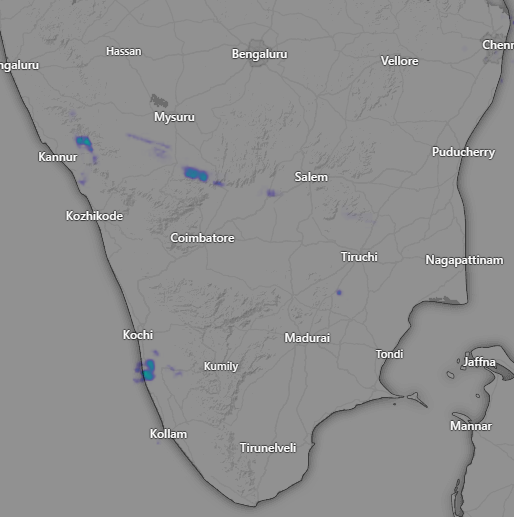 Hassan
Bengaluru
Chenn
ngaluru
Vellore
Mysuru
Kannur
Puducherry
Salem
Kozhikode
Coimbatore
Tiruchi
Nagapattinam
Kochi
Madurai
Tondi
Kumily
Jaffna
Kollam
Mannar
Tirunelveli